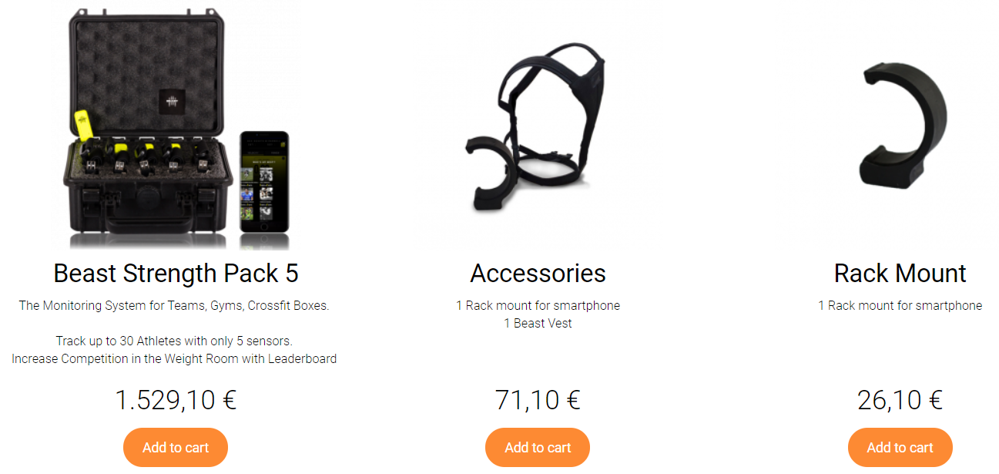 Beast Strength Pack 5
The Monitoring System for Teams, Gyms, Crossfit Boxes.
Track up to 30 Athletes with only 5 sensors.
Increase Competition in the Weight Room with Leaderboard
1.529,10 €
Add to cart
Accessories
1 Rack mount for smartphone
1 Beast Vest
71,10 €
Add to cart
Rack Mount
1 Rack mount for smartphone
26,10 €
Add to cart